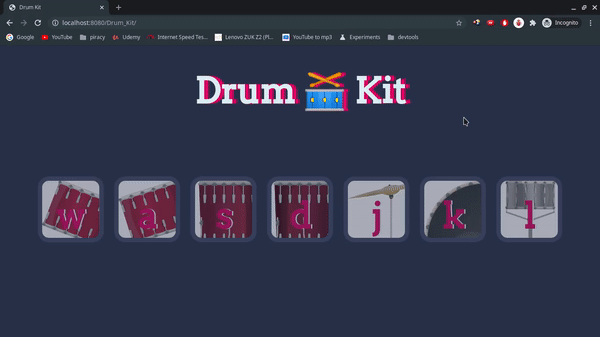 Drum Kit
localhost:8080/Drum_Kit/
Incognito
Google YouTube piracy Udemy Internet Speed Tes... Lenovo ZUK Z2 (Pl... YouTube to mp3 Experiments devtools
Drum Kit
w a s d j k l